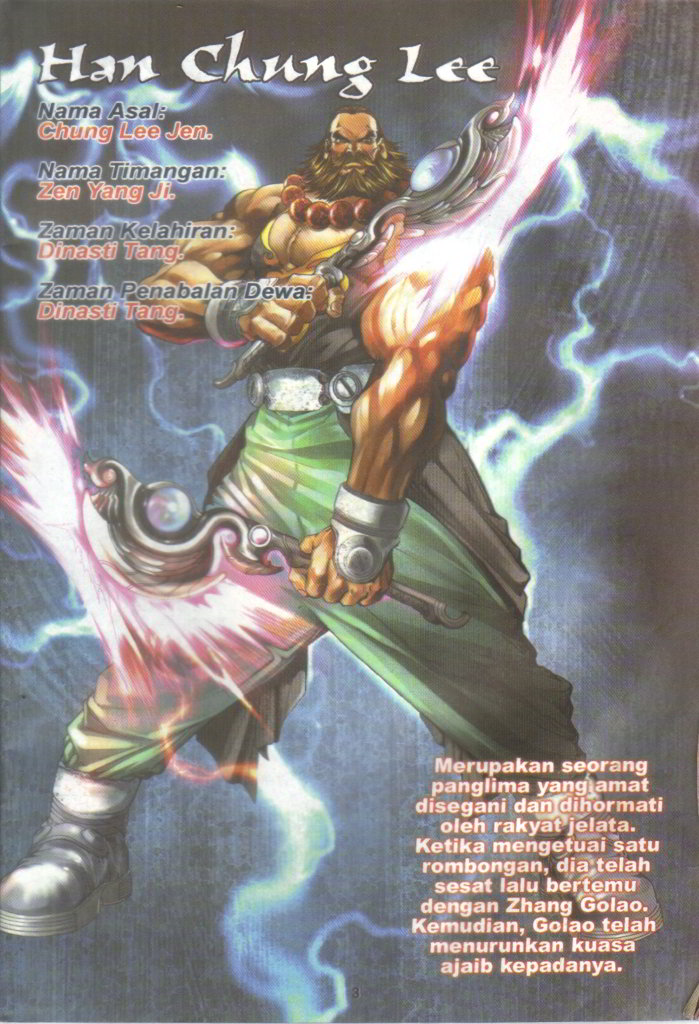 Han Chung Lee
Nama Asal:
Chung Lee Jen.
Nama Timangan:
Zen Yang Ji.
Zaman Kelahiran:
Dinasti Tang.
Zaman Penabalan Dewa:
Dinasti Tang.
Merupakan seorang
panglima yang amat
disegani dan dihormati
oleh rakyat jelata.
Ketika mengetuai satu
rombongan, dia telah
sesat lalu bertemu
dengan Zhang Golao.
Kemudian, Golao telah
menurunkan kuasa
ajaib kepadanya.
3